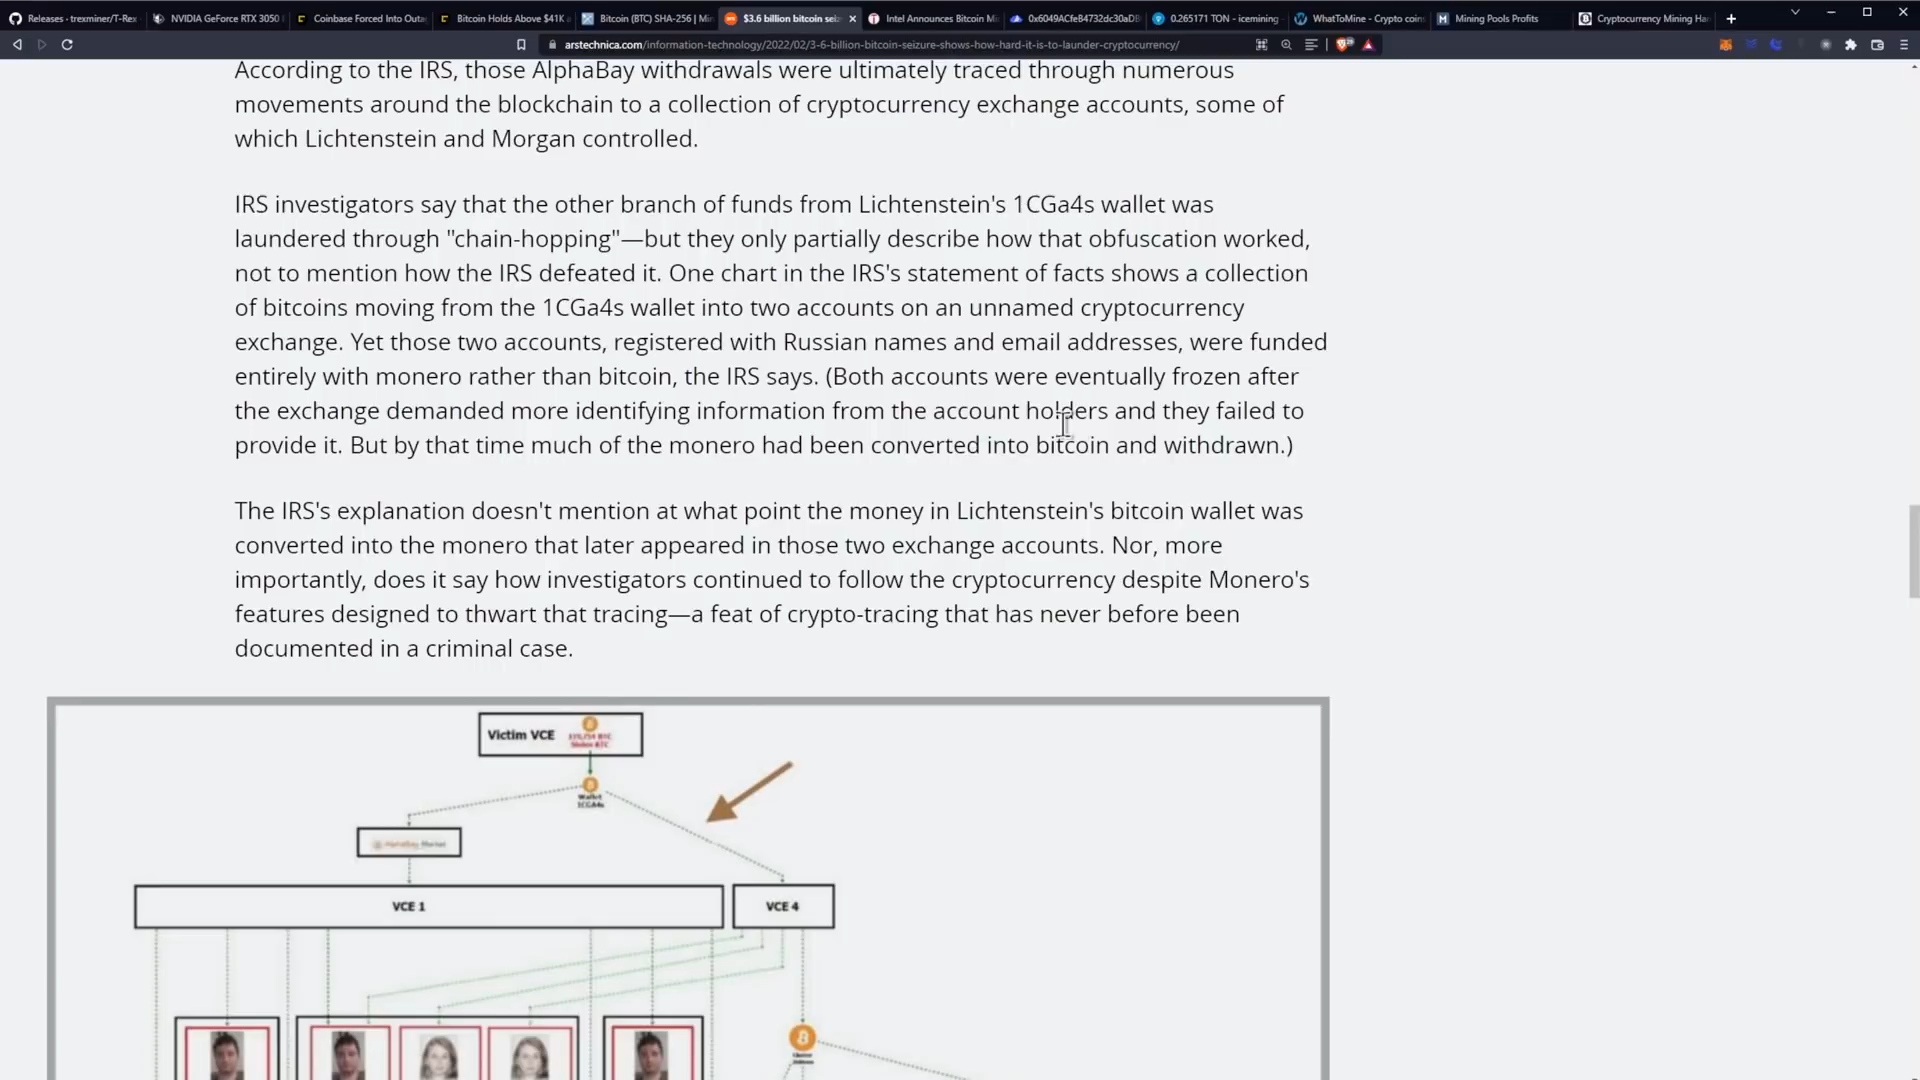 Releases - trexminer/T-Rex
NVIDIA GeForce RTX 3050
Coinbase Forced Into Outa
Bitcoin Holds Above $41K a
Bitcoin (BTC) SHA-256 | Min
$3.6 billion bitcoin seiz
Intel Announces Bitcoin Mi
0x6049ACfeB4732dc30aD
0.265171 TON - icemining
WhatToMine - Crypto coin
Mining Pools Profits
Cryptocurrency Mining Ha
arstechnica.com/information-technology/2022/02/3-6-billion-bitcoin-seizure-shows-how-hard-it-is-to-launder-cryptocurrency/
According to the IRS, those AlphaBay withdrawals were ultimately traced through numerous
movements around the blockchain to a collection of cryptocurrency exchange accounts, some of
which Lichtenstein and Morgan controlled.
IRS investigators say that the other branch of funds from Lichtenstein's 1CGa4s wallet was
laundered through "chain-hopping"—but they only partially describe how that obfuscation worked,
not to mention how the IRS defeated it. One chart in the IRS's statement of facts shows a collection
of bitcoins moving from the 1CGa4s wallet into two accounts on an unnamed cryptocurrency
exchange. Yet those two accounts, registered with Russian names and email addresses, were funded
entirely with monero rather than bitcoin, the IRS says. (Both accounts were eventually frozen after
the exchange demanded more identifying information from the account holders and they failed to
provide it. But by that time much of the monero had been converted into bitcoin and withdrawn.)
The IRS's explanation doesn't mention at what point the money in Lichtenstein's bitcoin wallet was
converted into the monero that later appeared in those two exchange accounts. Nor, more
importantly, does it say how investigators continued to follow the cryptocurrency despite Monero's
features designed to thwart that tracing—a feat of crypto-tracing that has never before been
documented in a criminal case.
Victim VCE
Stolen BTC
Wallet
1CGA4s
AlphaBay Market
VCE 1
VCE 4
Cluster